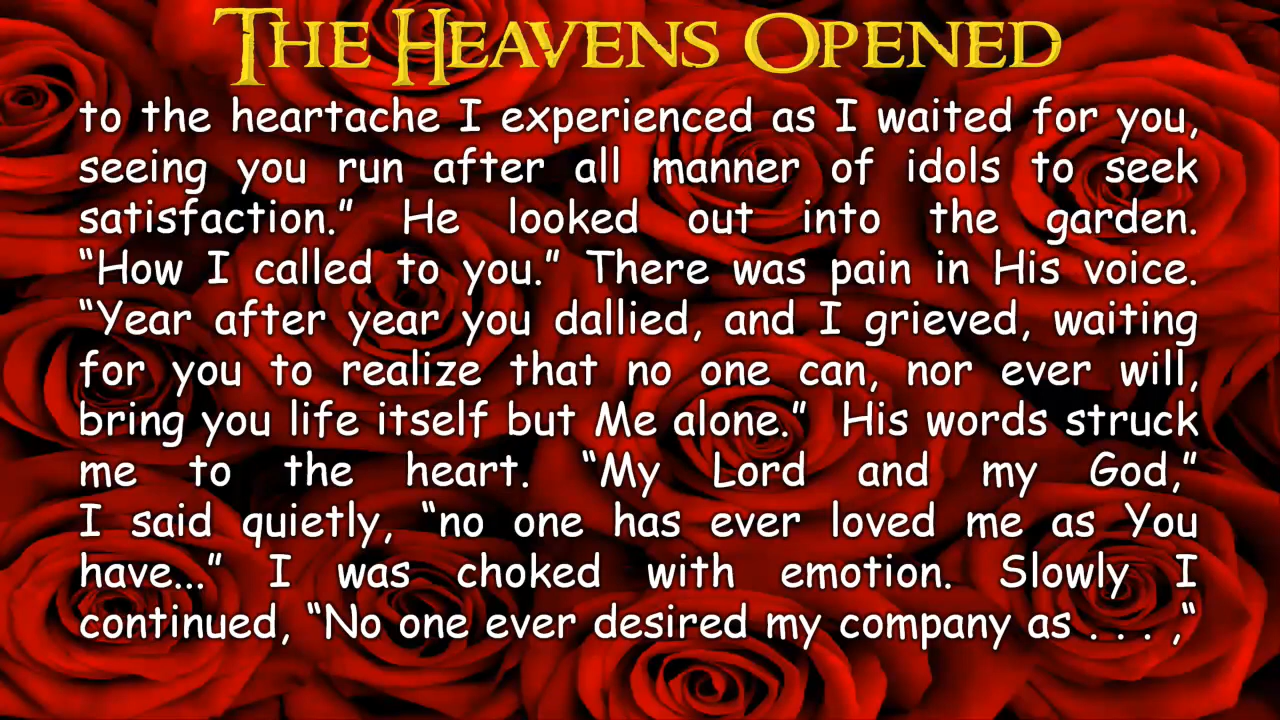 THE HEAVENS OPENED
to the heartache I experienced as I waited for you,
seeing you run after all manner of idols to seek
satisfaction.” He looked out into the garden.
“How I called to you.” There was pain in His voice.
“Year after year you dallied, and I grieved, waiting
for you to realize that no one can, nor ever will,
bring you life itself but Me alone.” His words struck
me to the heart. “My Lord and my God,”
I said quietly, “no one has ever loved me as You
have...” I was choked with emotion. Slowly I
continued, “No one ever desired my company as . . . ,“